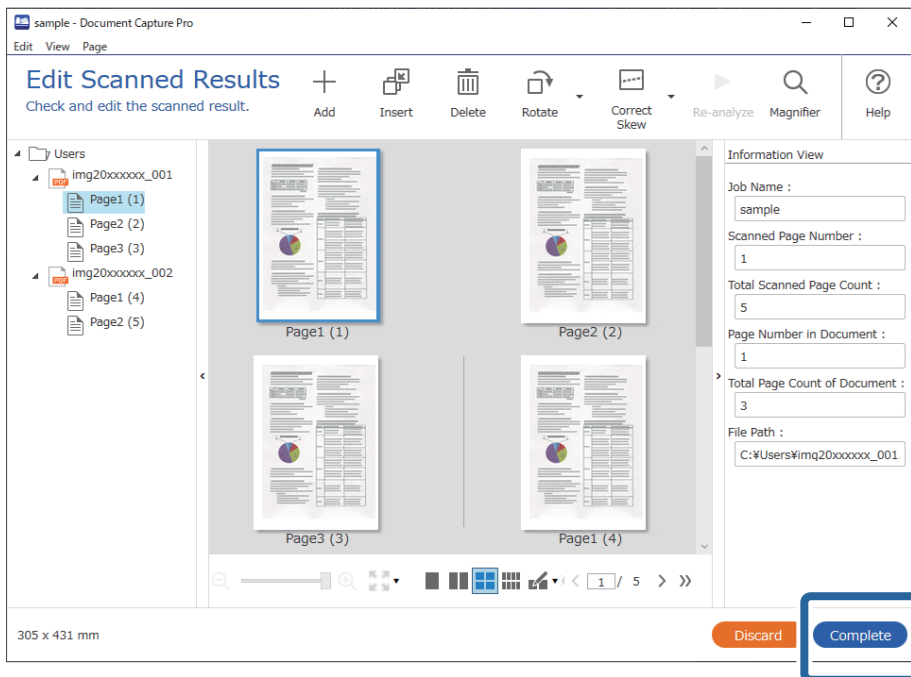 sample - Document Capture Pro
Edit View Page
Edit Scanned Results
Check and edit the scanned result.
Add
Insert
Delete
Rotate
Correct Skew
Re-analyze
Magnifier
Help
Users
img20xxxxxx_001
Page1 (1)
Page2 (2)
Page3 (3)
img20xxxxxx_002
Page1 (4)
Page2 (5)
Page1 (1)
Page2 (2)
Page3 (3)
Page1 (4)
Information View
Job Name :
sample
Scanned Page Number :
1
Total Scanned Page Count :
5
Page Number in Document :
1
Total Page Count of Document :
3
File Path :
C:¥Users¥img20xxxxxx_001
1 / 5
305 x 431 mm
Discard
Complete